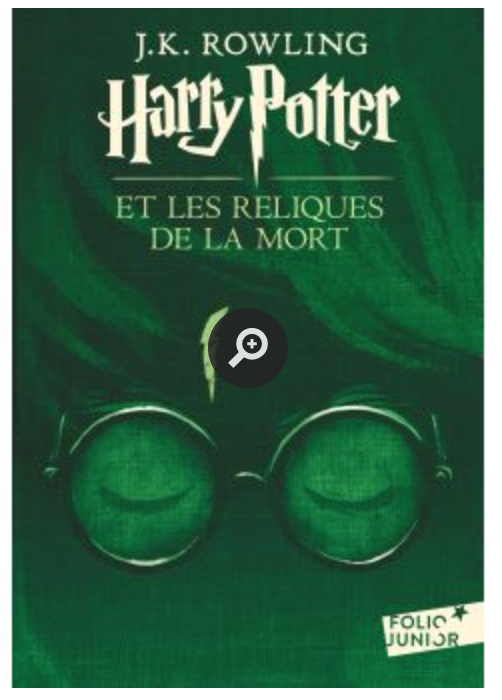 J.K. ROWLING
Harry Potter
ET LES RELIQUES
DE LA MORT
FOLIO
JUNIOR